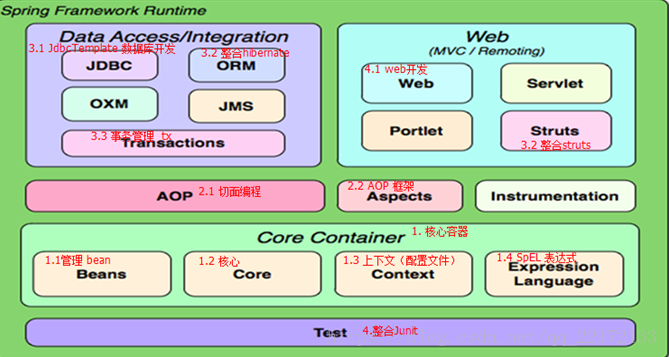 Spring Framework Runtime
Data Access/Integration
3.1 JdbcTemplate 数据库开发
3.2 整合hibernate
JDBC
ORM
OXM
JMS
3.3 事务管理 tx
Transactions
Web
(MVC / Remoting)
4.1 web开发
Web
Servlet
Portlet
Struts
3.2 整合struts
AOP
2.1 切面编程
2.2 AOP 框架
Aspects
Instrumentation
1. 核心容器
Core Container
1.1管理 bean
Beans
1.2 核心
Core
1.3 上下文（配置文件）
Context
1.4 SpEL 表达式
Expression
Language
Test
4.整合Junit